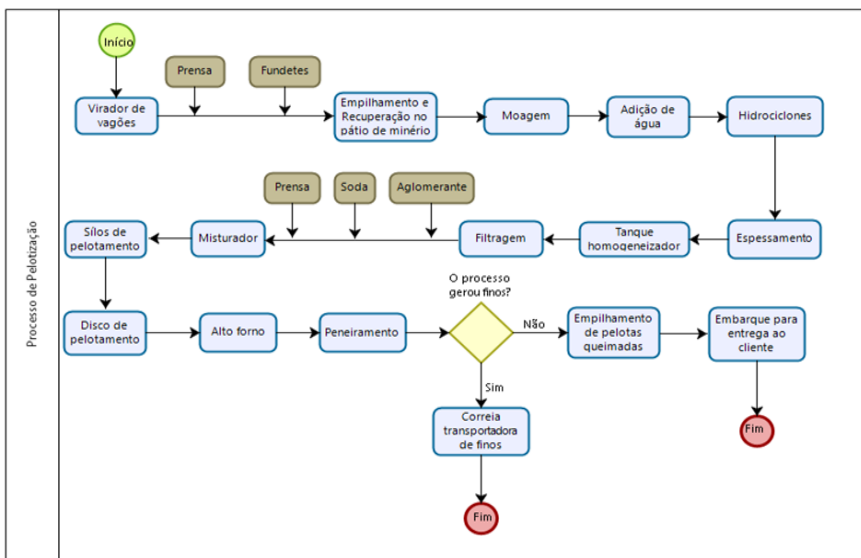 Processo de Pelotização
Início
Prensa
Fundetes
Virador de
vagões
Empilhamento e
Recuperação no
pátio de minério
Moagem
Adição de
água
Hidrociclones
Prensa
Soda
Aglomerante
Sílos de
pelotamento
Misturador
Filtragem
Tanque
homogeneizador
Espessamento
O processo
gerou finos?
Disco de
pelotamento
Alto forno
Peneiramento
Não
Empilhamento
de pelotas
queimadas
Embarque para
entrega ao
cliente
Sim
Correia
transportadora
de finos
Fim
Fim